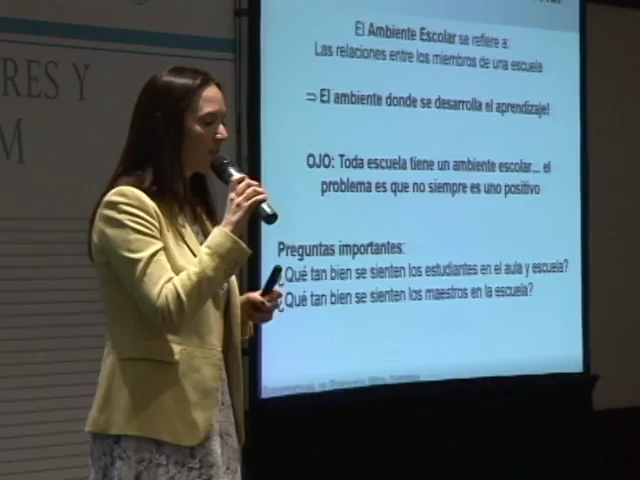 RES Y
M
El Ambiente Escolar se refiere a:
Las relaciones entre los miembros de una escuela
⇒ El ambiente donde se desarrolla el aprendizaje!
OJO: Toda escuela tiene un ambiente escolar... el
problema es que no siempre es uno positivo
Preguntas importantes:
¿Qué tan bien se sienten los estudiantes en el aula y escuela?
¿Qué tan bien se sienten los maestros en la escuela?